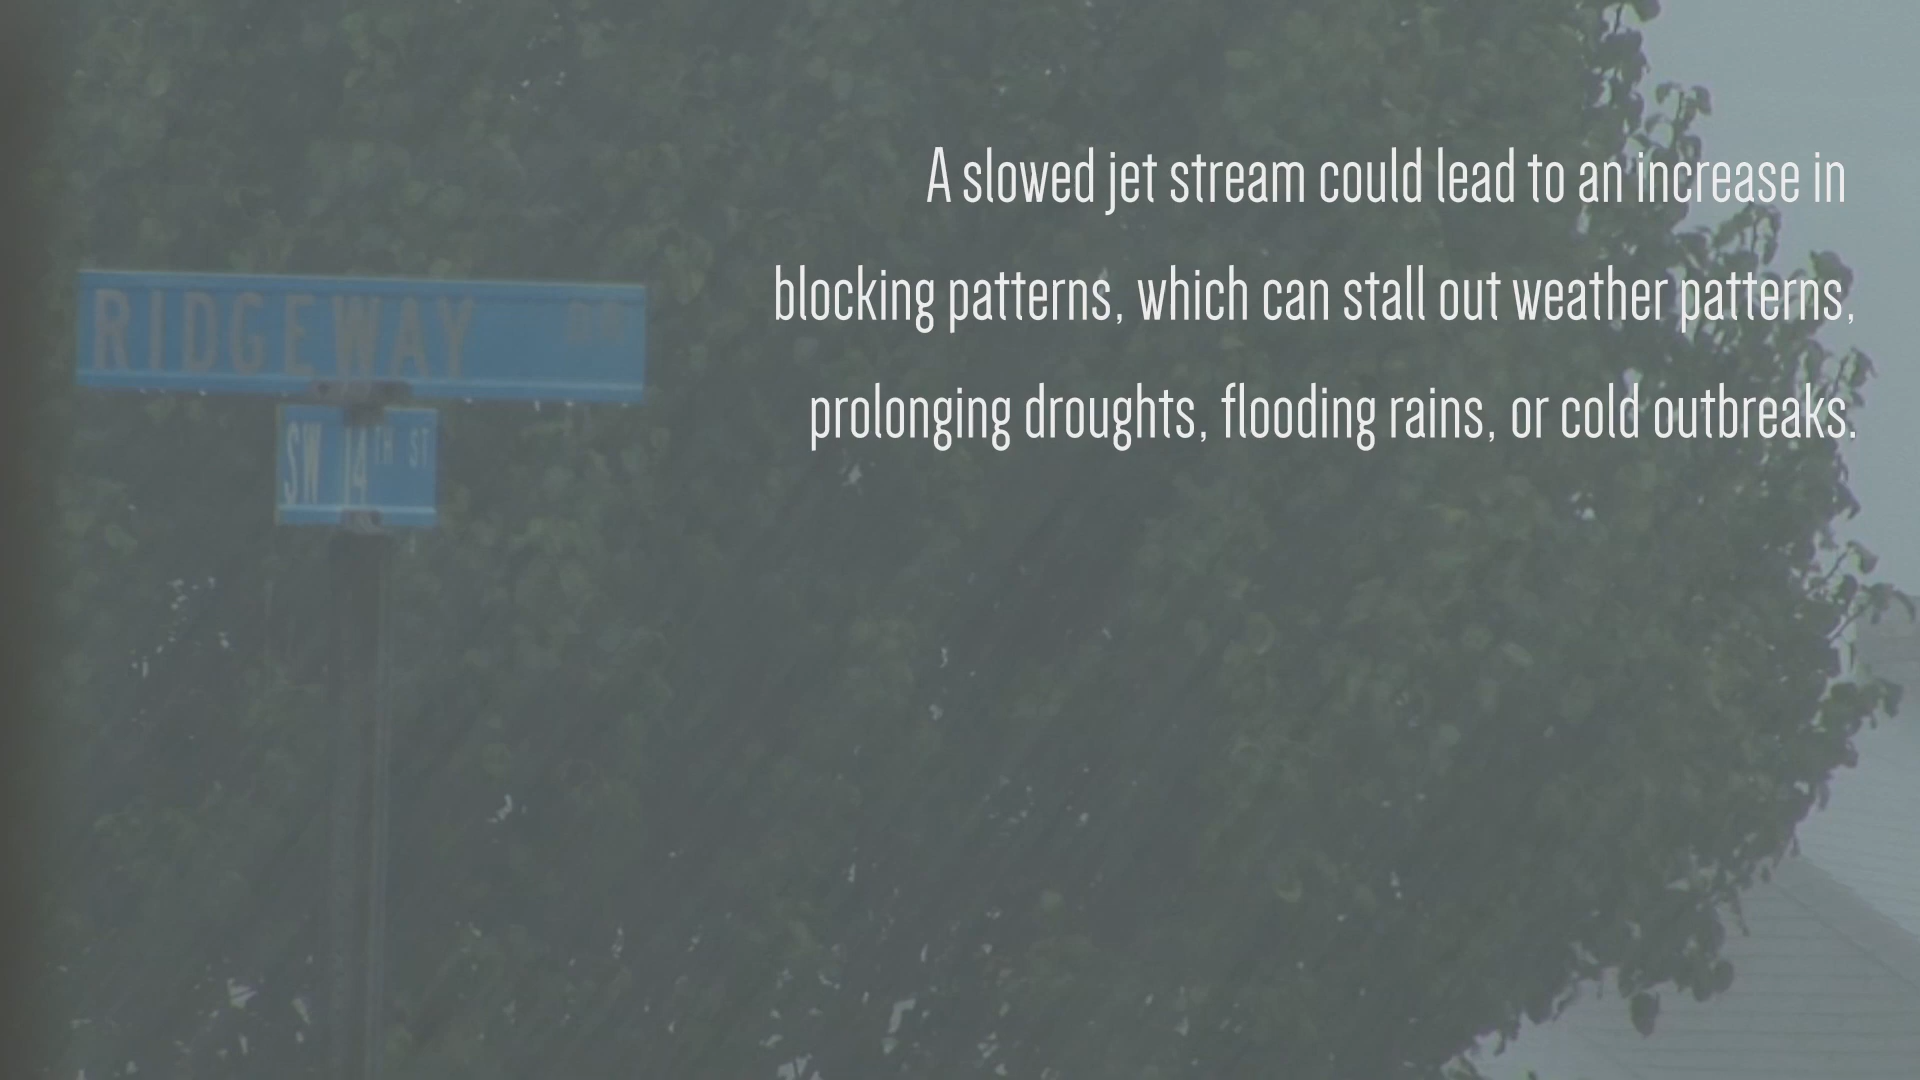 A slowed jet stream could lead to an increase in
blocking patterns, which can stall out weather patterns,
prolonging droughts, flooding rains, or cold outbreaks.
RIDGEWAY
SW 14TH ST